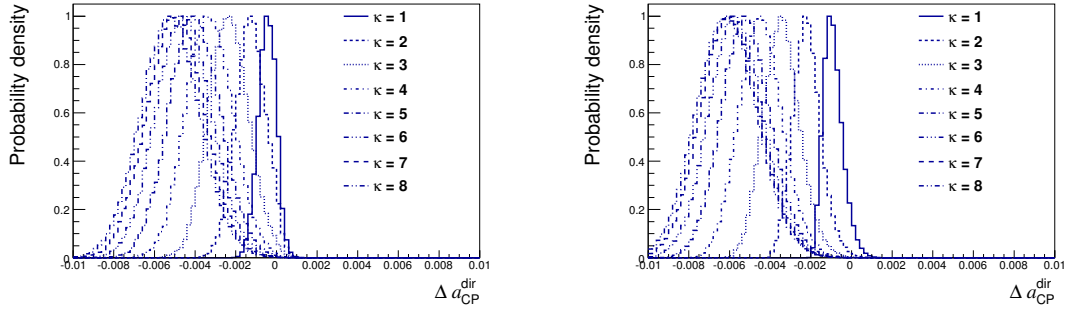 Probability density
1
0.8
0.6
0.4
0.2
0
-0.01 -0.008 -0.006 -0.004 -0.002 0 0.002 0.004 0.006 0.008 0.01
Δ a_CP^dir
κ = 1
κ = 2
κ = 3
κ = 4
κ = 5
κ = 6
κ = 7
κ = 8
Probability density
1
0.8
0.6
0.4
0.2
0
-0.01 -0.008 -0.006 -0.004 -0.002 0 0.002 0.004 0.006 0.008 0.01
Δ a_CP^dir
κ = 1
κ = 2
κ = 3
κ = 4
κ = 5
κ = 6
κ = 7
κ = 8